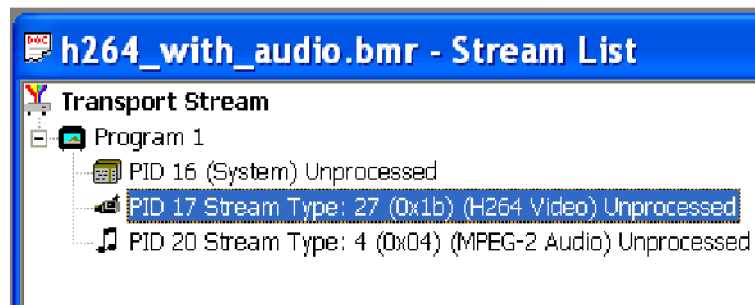 DOC
h264_with_audio.bmr - Stream List
Transport Stream
Program 1
PID 16 (System) Unprocessed
PID 17 Stream Type: 27 (0x1b) (H264 Video) Unprocessed
PID 20 Stream Type: 4 (0x04) (MPEG-2 Audio) Unprocessed